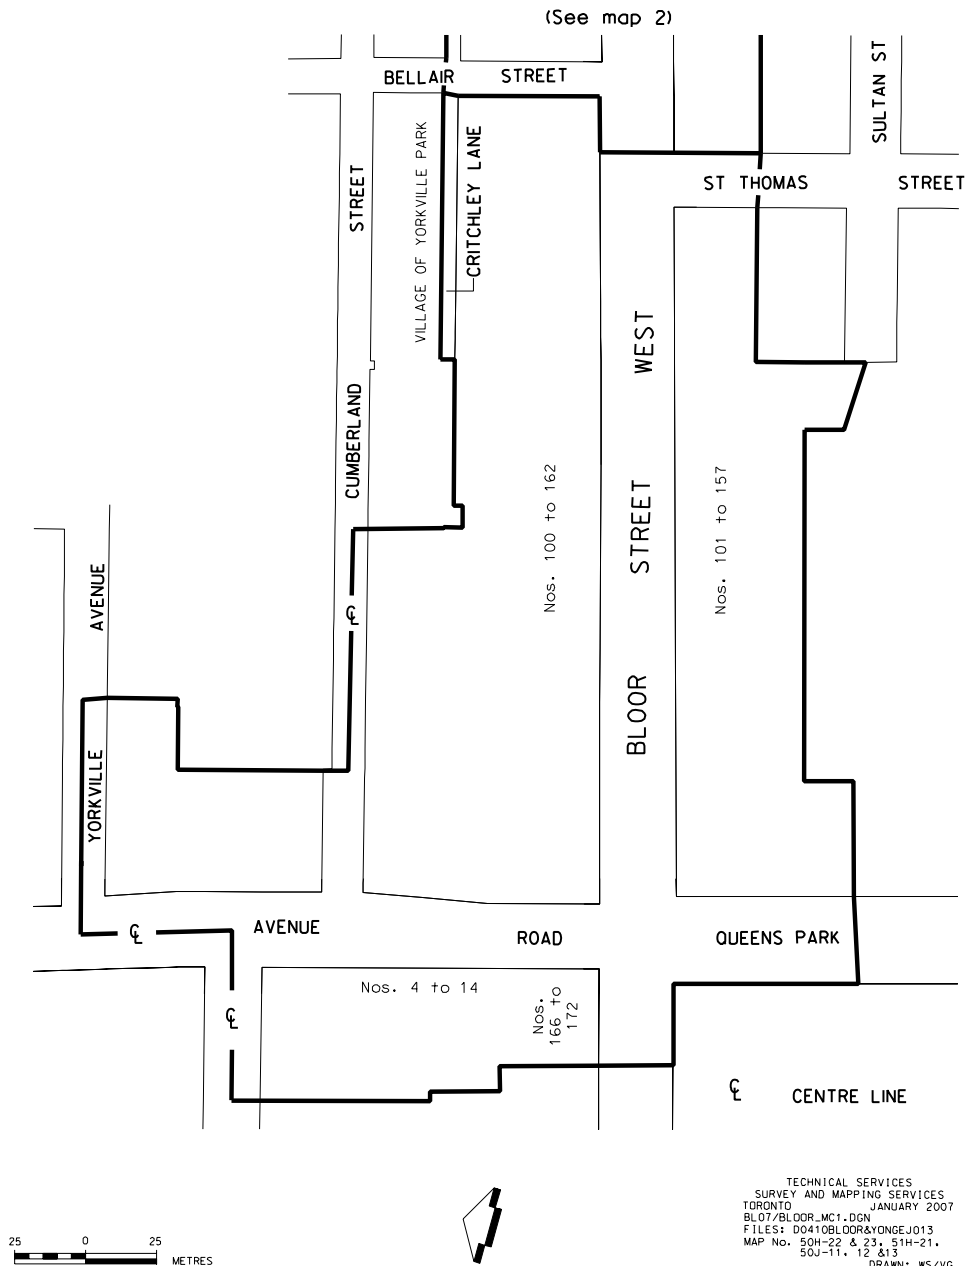 (See map 2)
BELLAIR STREET
SULTAN ST
VILLAGE OF YORKVILLE PARK
CRITCHLEY LANE
ST THOMAS STREET
CUMBERLAND STREET
BLOOR STREET WEST
Nos. 100 to 162
Nos. 101 to 157
YORKVILLE AVENUE
℄
℄
AVENUE ROAD
QUEENS PARK
Nos. 4 to 14
Nos.
166 to
172
℄
℄ CENTRE LINE
25 0 25
METRES
TECHNICAL SERVICES
SURVEY AND MAPPING SERVICES
TORONTO JANUARY 2007
BL07/BLOOR_MC1.DGN
FILES: D0410BLOOR&YONGEJ013
MAP No. 50H-22 & 23, 51H-21,
50J-11, 12 &13
DRAWN: WS/VG